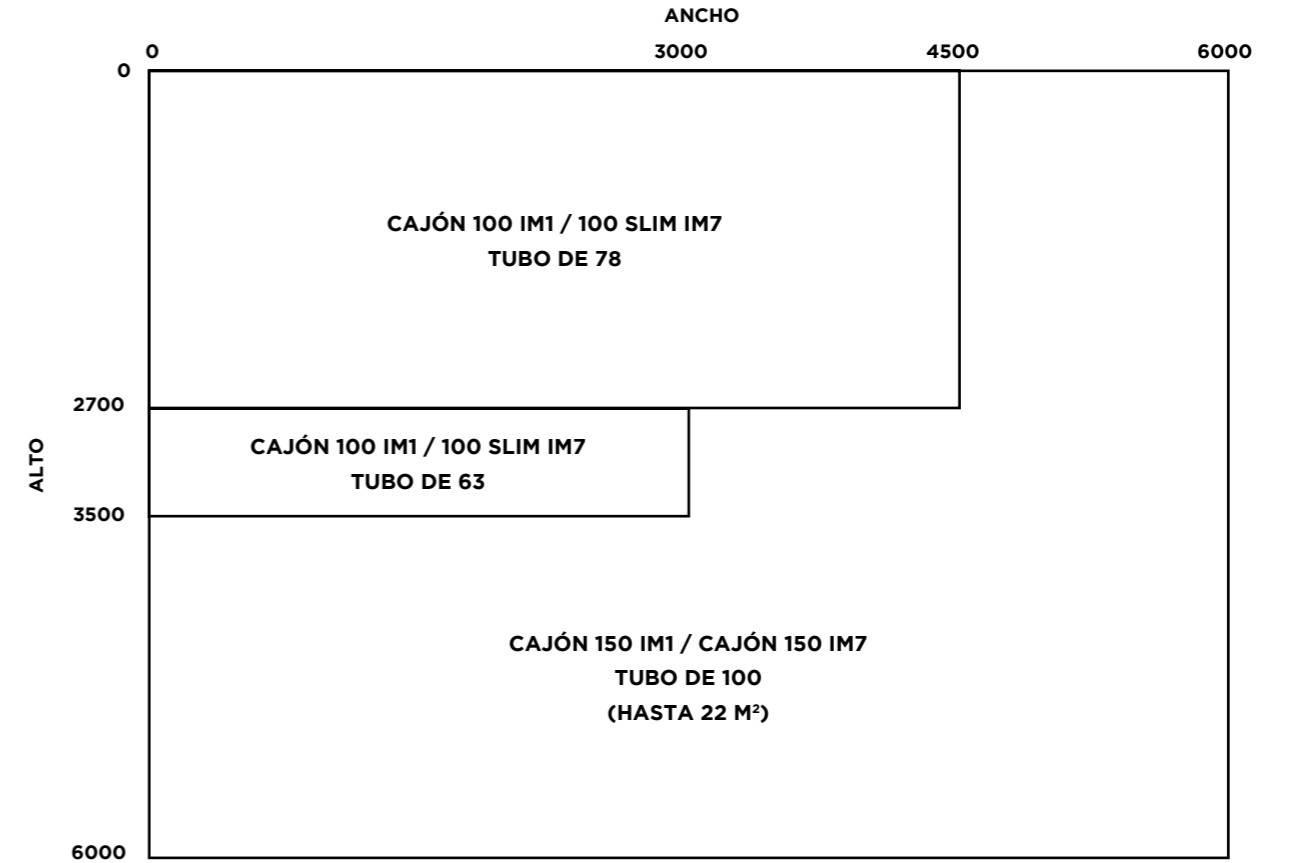 ANCHO
0 3000 4500 6000
0
CAJÓN 100 IM1 / 100 SLIM IM7
TUBO DE 78
2700
CAJÓN 100 IM1 / 100 SLIM IM7
TUBO DE 63
ALTO
3500
CAJÓN 150 IM1 / CAJÓN 150 IM7
TUBO DE 100
(HASTA 22 M²)
6000